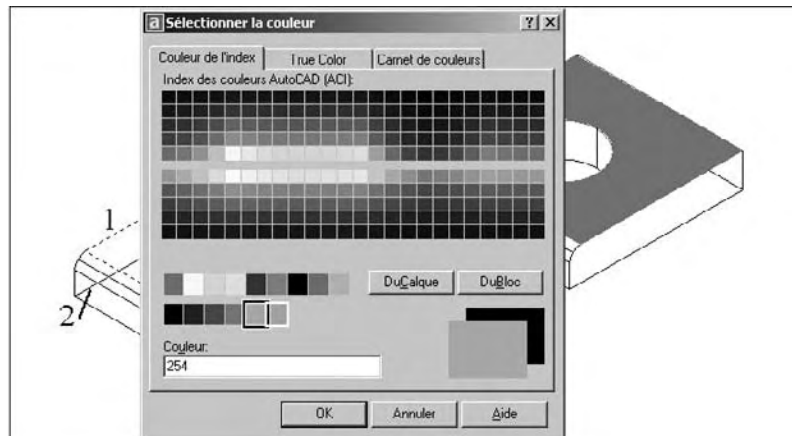 a Sélectionner la couleur
Couleur de l'index True Color Carnet de couleurs
Index des couleurs AutoCAD (ACI):
1
2
DuCalque DuBloc
Couleur:
254
OK Annuler Aide